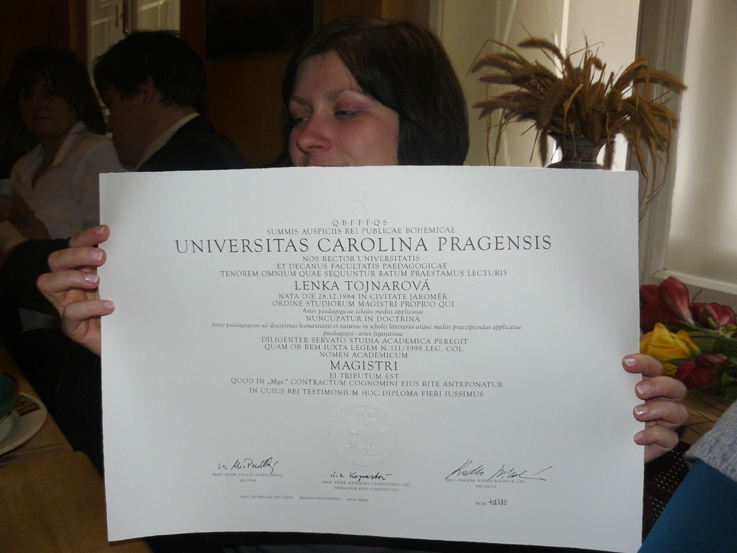 Q·B·F·F·F·Q·S
SUMMIS AUSPICIIS REI PUBLICAE BOHEMICAE
UNIVERSITAS CAROLINA PRAGENSIS
NOS RECTOR UNIVERSITATIS
ET DECANUS FACULTATIS PAEDAGOGICAE
TENOREM OMNIUM QUAE SEQUUNTUR RATUM PRAESTAMUS LECTURIS
LENKA TOJNAROVÁ
NATA DIE 28.12.1984 IN CIVITATE JAROMĚŘ
ORDINE STUDIORUM MAGISTRI PROPRIO QUI
Artes paedagogicae scholis mediis applicatae
NUNCUPATUR IN DOCTRINA
Artes paedagogicae ad disciplinas humanitatis et naturae in scholis litterariis atque mediis praecipiendas applicatae
paedagogia - artes figurativae
DILIGENTER SERVATO STUDIA ACADEMICA PEREGIT
QUAM OB REM IUXTA LEGEM N. 111/1998 LEG. COL.
NOMEN ACADEMICUM
MAGISTRI
EI TRIBUTUM EST
QUOD IN „Mgr.“ CONTRACTUM COGNOMINI EIUS RITE ANTEPONATUR
IN CUIUS REI TESTIMONIUM HOC DIPLOMA FIERI IUSSIMUS
RECTOR
DECANUS